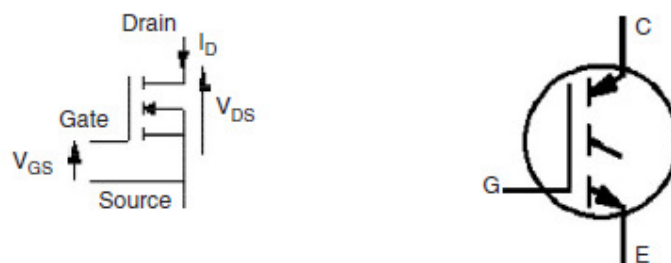 Drain
I_D
V_DS
Gate
V_GS
Source
C
G
E